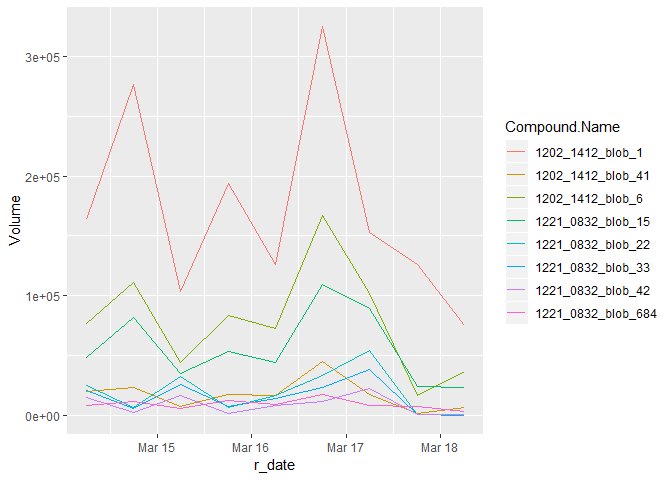 3e+05
2e+05
1e+05
0e+00
Volume
Mar 15 Mar 16 Mar 17 Mar 18
r_date
Compound.Name
1202_1412_blob_1
1202_1412_blob_41
1202_1412_blob_6
1221_0832_blob_15
1221_0832_blob_22
1221_0832_blob_33
1221_0832_blob_42
1221_0832_blob_684